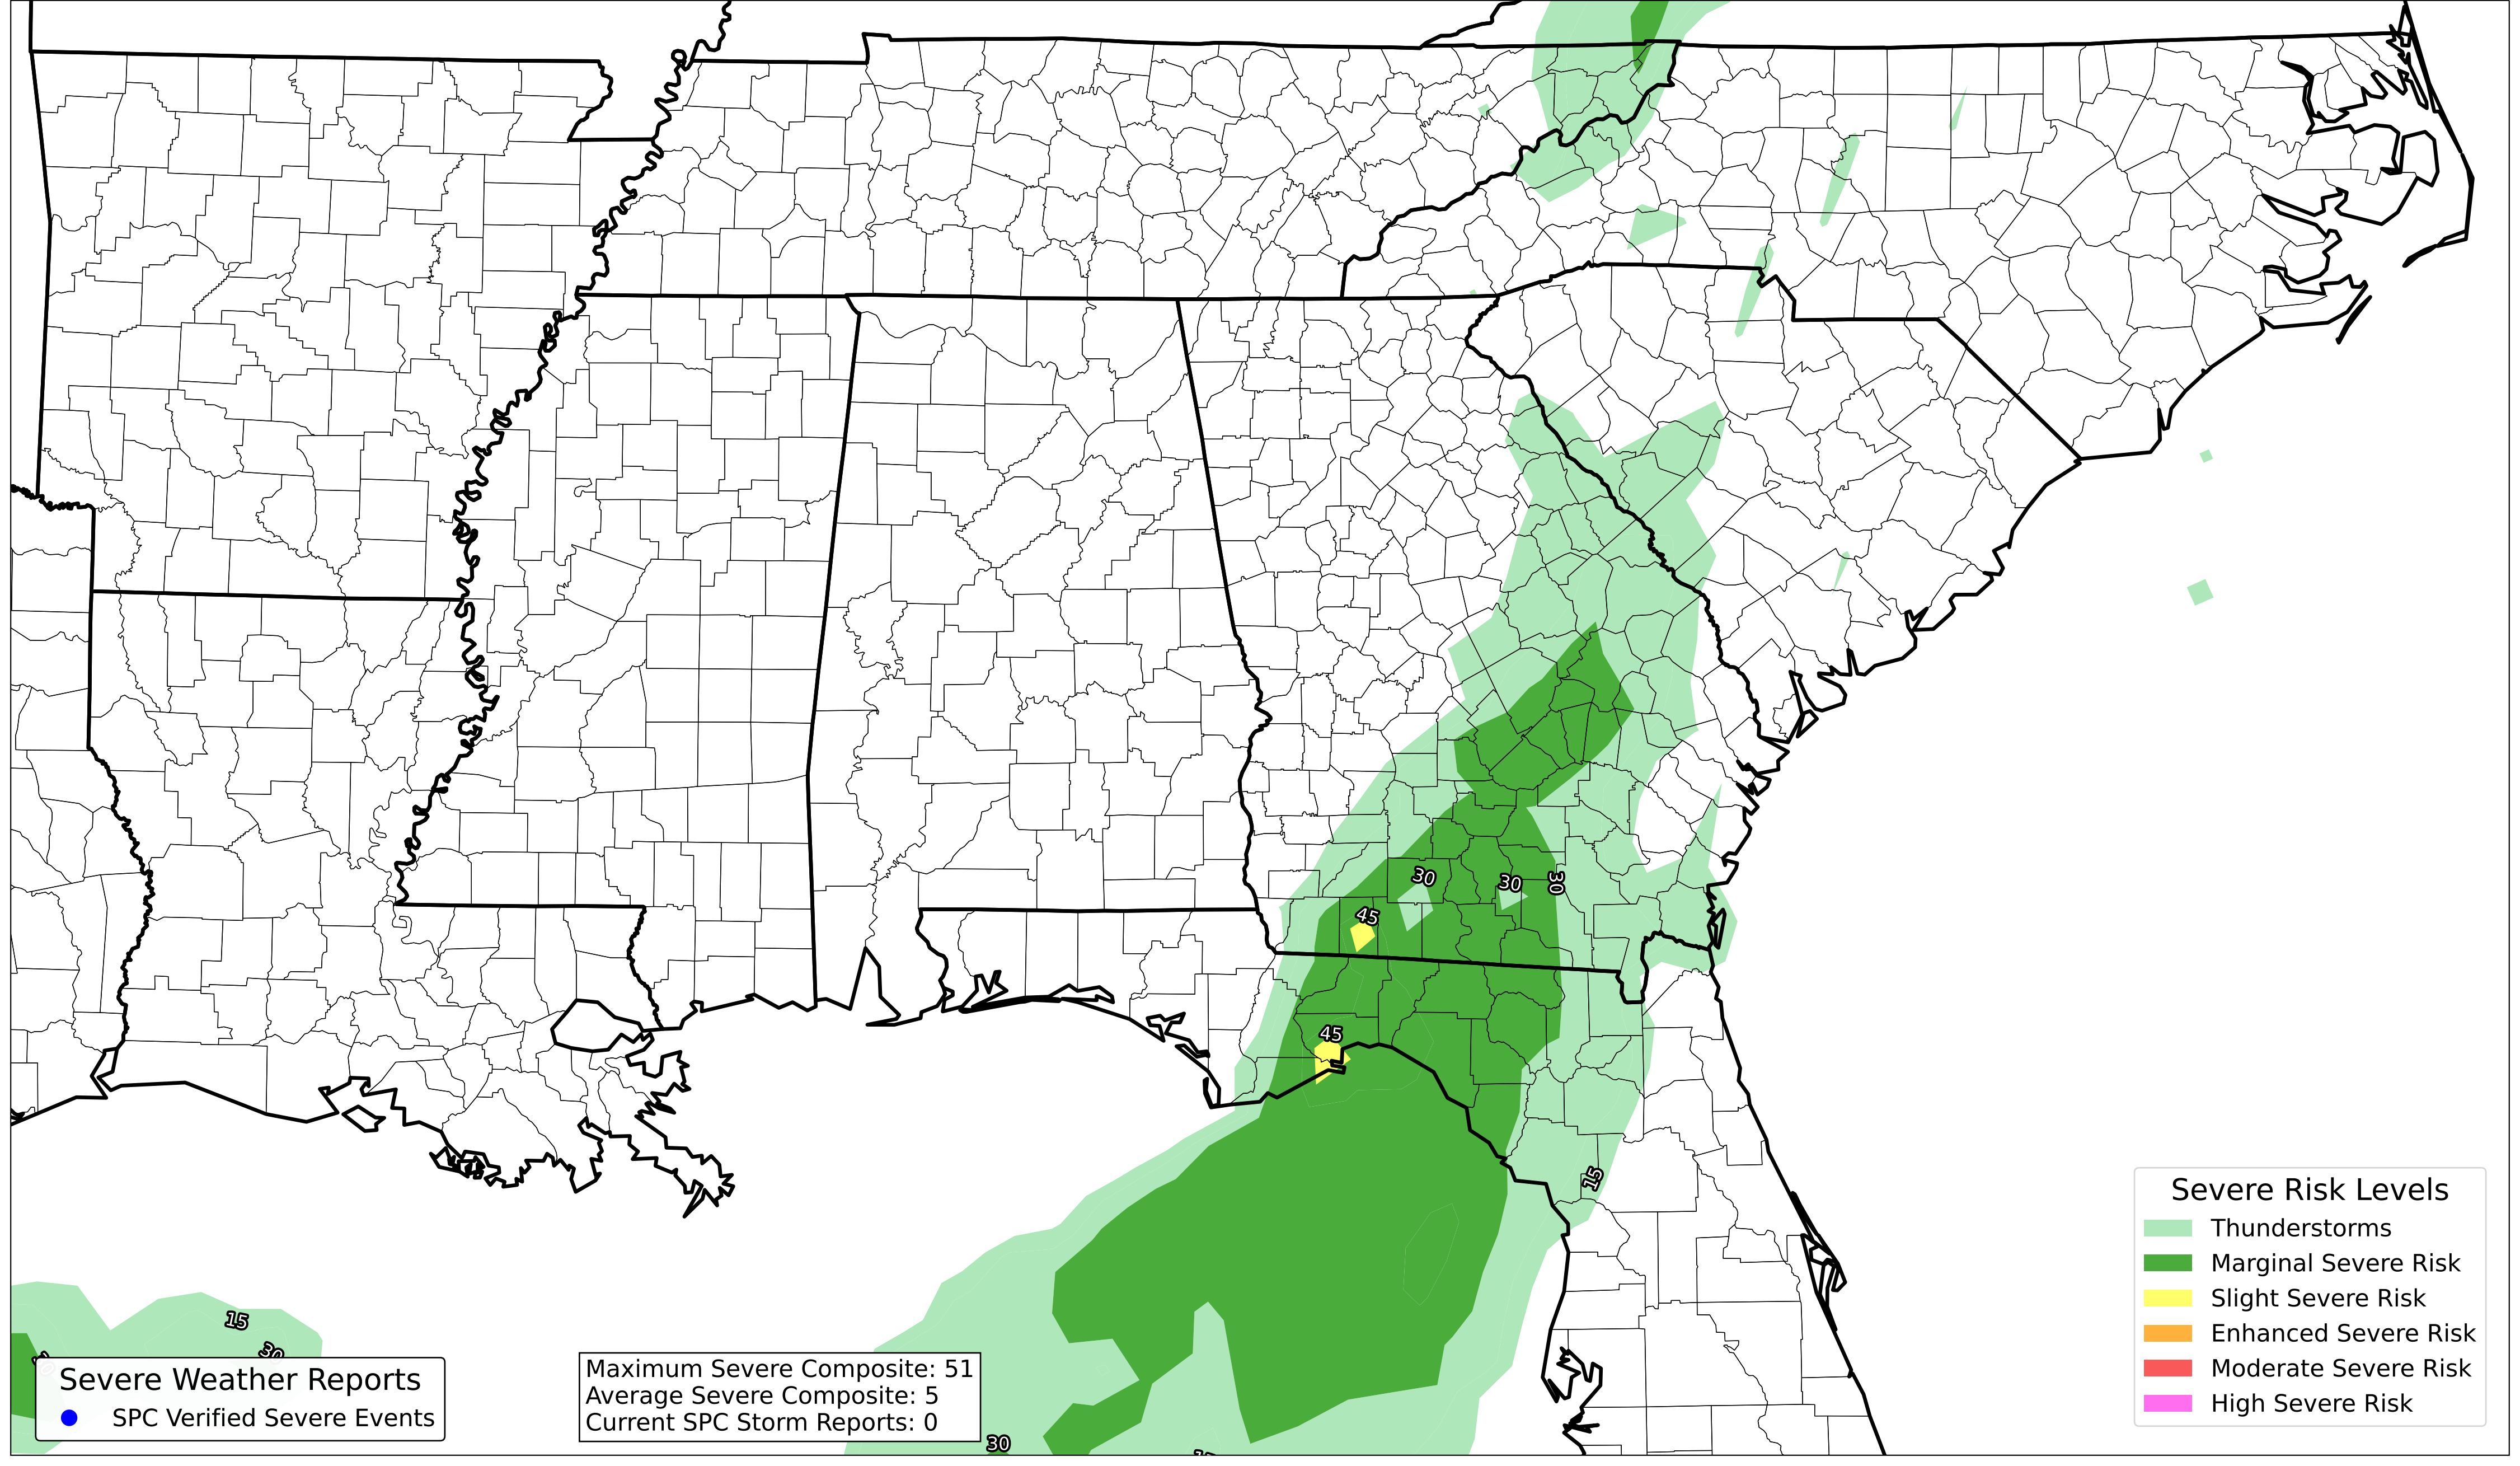 30
30
30
45
45
15
15
30
30
Severe Weather Reports
SPC Verified Severe Events
Maximum Severe Composite: 51
Average Severe Composite: 5
Current SPC Storm Reports: 0
Severe Risk Levels
Thunderstorms
Marginal Severe Risk
Slight Severe Risk
Enhanced Severe Risk
Moderate Severe Risk
High Severe Risk